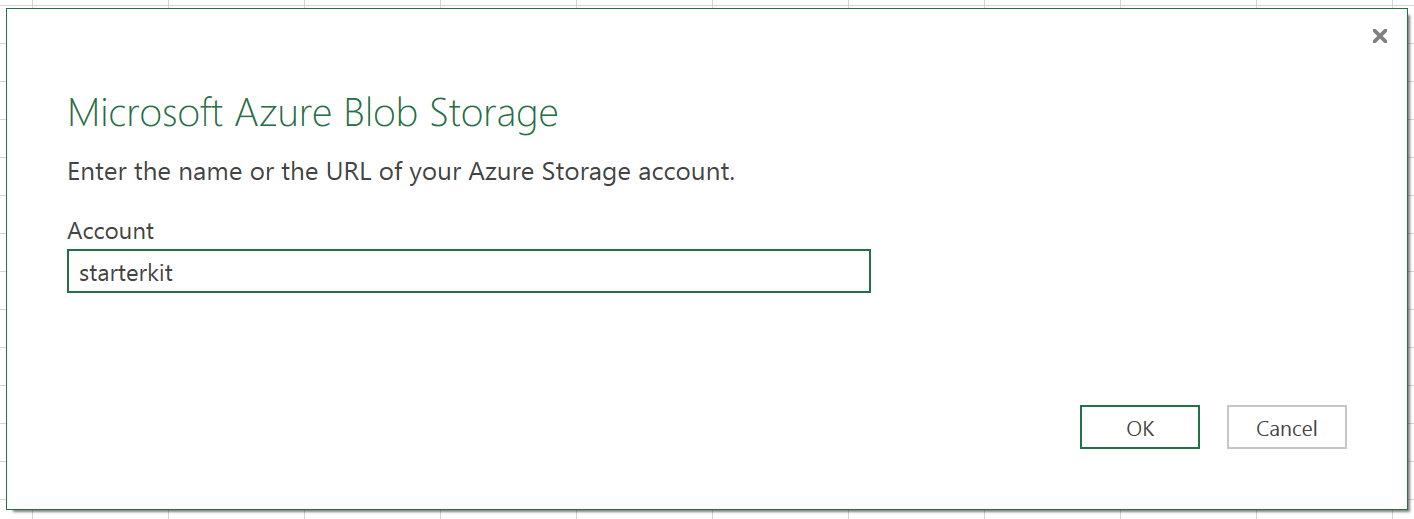 Microsoft Azure Blob Storage
Enter the name or the URL of your Azure Storage account.
Account
starterkit
OK
Cancel